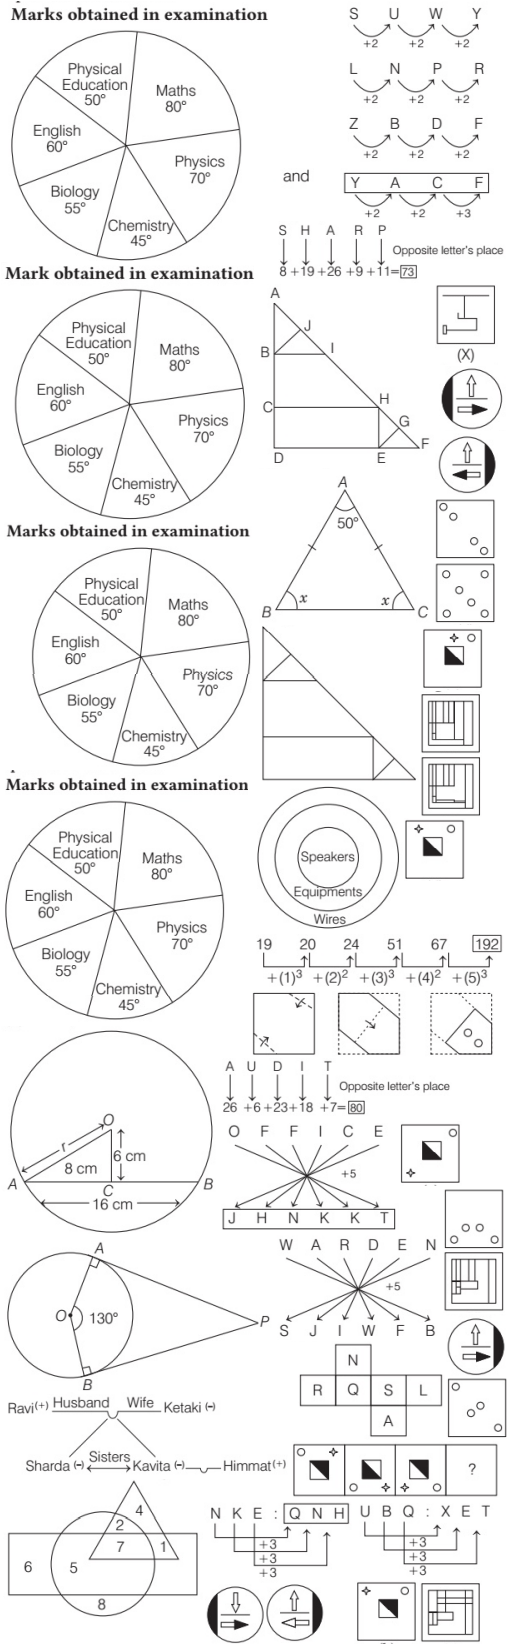 Marks obtained in examination
Physical
Education
50°
Maths
80°
English
60°
Physics
70°
Biology
55°
Chemistry
45°
S U W Y
+2 +2 +2
L N P R
+2 +2 +2
Z B D F
+2 +2 +2
and
Y A C F
+2 +2 +3
S H A R P
Opposite letter's place
8 +19 +26 +9 +11= 73
Mark obtained in examination
Physical
Education
50°
Maths
80°
English
60°
Physics
70°
Biology
55°
Chemistry
45°
A
J
B
I
C
H
G
D
E
F
(X)
A
50°
x
x
B
C
Marks obtained in examination
Physical
Education
50°
Maths
80°
English
60°
Physics
70°
Biology
55°
Chemistry
45°
Marks obtained in examination
Physical
Education
50°
Maths
80°
English
60°
Physics
70°
Biology
55°
Chemistry
45°
Speakers
Equipments
Wires
19 20 24 51 67 192
+(1)³ +(2)² +(3)³ +(4)² +(5)³
A U D I T
Opposite letter's place
26 +6 +23+18 +7= 80
O
r
6 cm
8 cm
A
C
B
16 cm
O F F I C E
+5
J H N K K T
W A R D E N
+5
S J I W F B
A
O
130°
P
B
N
R Q S L
A
Ravi(+) Husband Wife Ketaki (-)
Sisters
Sharda (-) Kavita (-) Himmat(+)
?
4
2
7
1
6
5
8
N K E : Q N H
+3
+3
+3
U B Q : X E T
+3
+3
+3